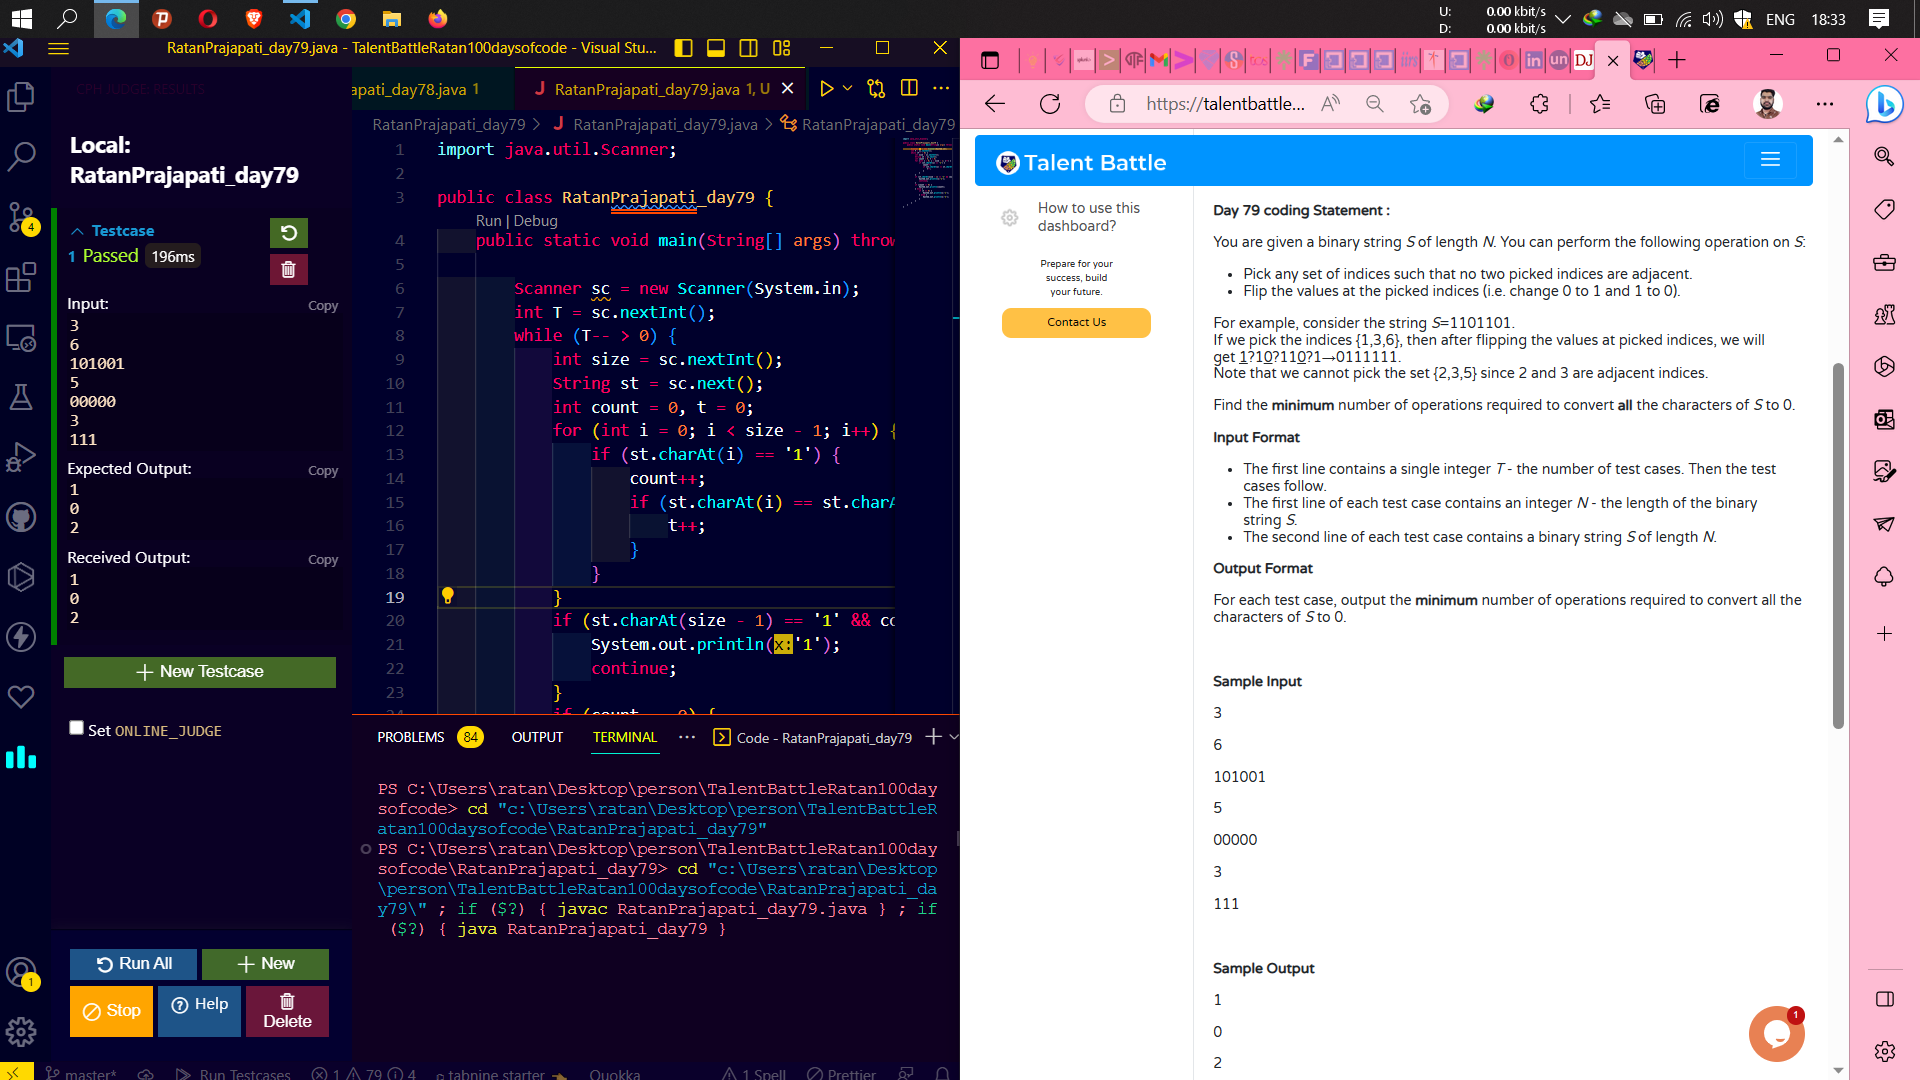 U: 0.00 kbit/s
D: 0.00 kbit/s
ENG 18:33
RatanPrajapati_day79.java - TalentBattleRatan100daysofcode - Visual Stu...
CPH JUDGE: RESULTS
Local:
RatanPrajapati_day79
Testcase
1 Passed 196ms
Input: Copy
3
6
101001
5
00000
3
111
Expected Output: Copy
1
0
2
Received Output: Copy
1
0
2
New Testcase
Set ONLINE_JUDGE
Run All
New
Stop
Help
Delete
4
1
apati_day78.java 1
J RatanPrajapati_day79.java 1, U
RatanPrajapati_day79 > J RatanPrajapati_day79.java > RatanPrajapati_day79
1 import java.util.Scanner;
2
3 public class RatanPrajapati_day79 {
Run | Debug
4 public static void main(String[] args) throw
5
6 Scanner sc = new Scanner(System.in);
7 int T = sc.nextInt();
8 while (T-- > 0) {
9 int size = sc.nextInt();
10 String st = sc.next();
11 int count = 0, t = 0;
12 for (int i = 0; i < size - 1; i++) {
13 if (st.charAt(i) == '1') {
14 count++;
15 if (st.charAt(i) == st.charA
16 t++;
17 }
18 }
19 }
20 if (st.charAt(size - 1) == '1' && co
21 System.out.println(x:'1');
22 continue;
23 }
PROBLEMS 84 OUTPUT TERMINAL ··· Code - RatanPrajapati_day79
PS C:\Users\ratan\Desktop\person\TalentBattleRatan100day
sofcode> cd "c:\Users\ratan\Desktop\person\TalentBattleR
atan100daysofcode\RatanPrajapati_day79"
PS C:\Users\ratan\Desktop\person\TalentBattleRatan100day
sofcode\RatanPrajapati_day79> cd "c:\Users\ratan\Desktop
\person\TalentBattleRatan100daysofcode\RatanPrajapati_da
y79\" ; if ($?) { javac RatanPrajapati_day79.java } ; if
($?) { java RatanPrajapati_day79 }
master* Run Testcases 1 79 4 tabnine starter Quokka 1 Spell Prettier
https://talentbattle...
Talent Battle
How to use this
dashboard?
Prepare for your
success, build
your future.
Contact Us
Day 79 coding Statement :
You are given a binary string S of length N. You can perform the following operation on S:
• Pick any set of indices such that no two picked indices are adjacent.
• Flip the values at the picked indices (i.e. change 0 to 1 and 1 to 0).
For example, consider the string S=1101101.
If we pick the indices {1,3,6}, then after flipping the values at picked indices, we will
get 1?10?110?1→0111111.
Note that we cannot pick the set {2,3,5} since 2 and 3 are adjacent indices.
Find the minimum number of operations required to convert all the characters of S to 0.
Input Format
• The first line contains a single integer T - the number of test cases. Then the test
cases follow.
• The first line of each test case contains an integer N - the length of the binary
string S.
• The second line of each test case contains a binary string S of length N.
Output Format
For each test case, output the minimum number of operations required to convert all the
characters of S to 0.
Sample Input
3
6
101001
5
00000
3
111
Sample Output
1
0
2
1